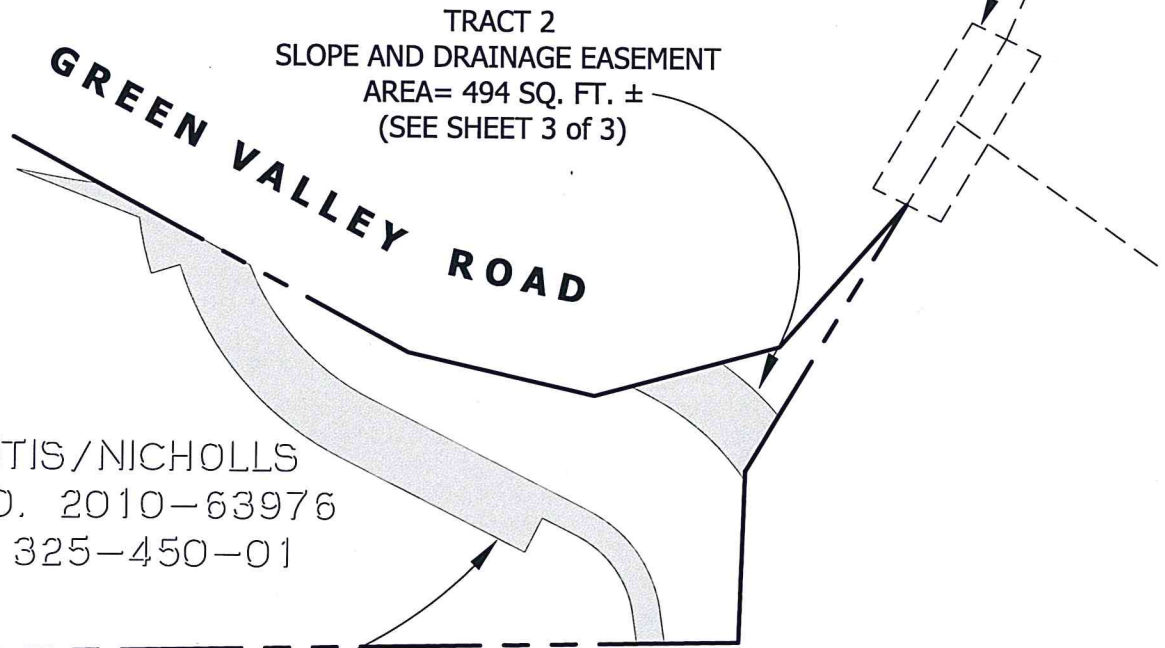 TRACT 2
SLOPE AND DRAINAGE EASEMENT
AREA= 494 SQ. FT. ±
(SEE SHEET 3 of 3)
GREEN VALLEY ROAD
TIS/NICHOLLS
O. 2010-63976
325-450-01